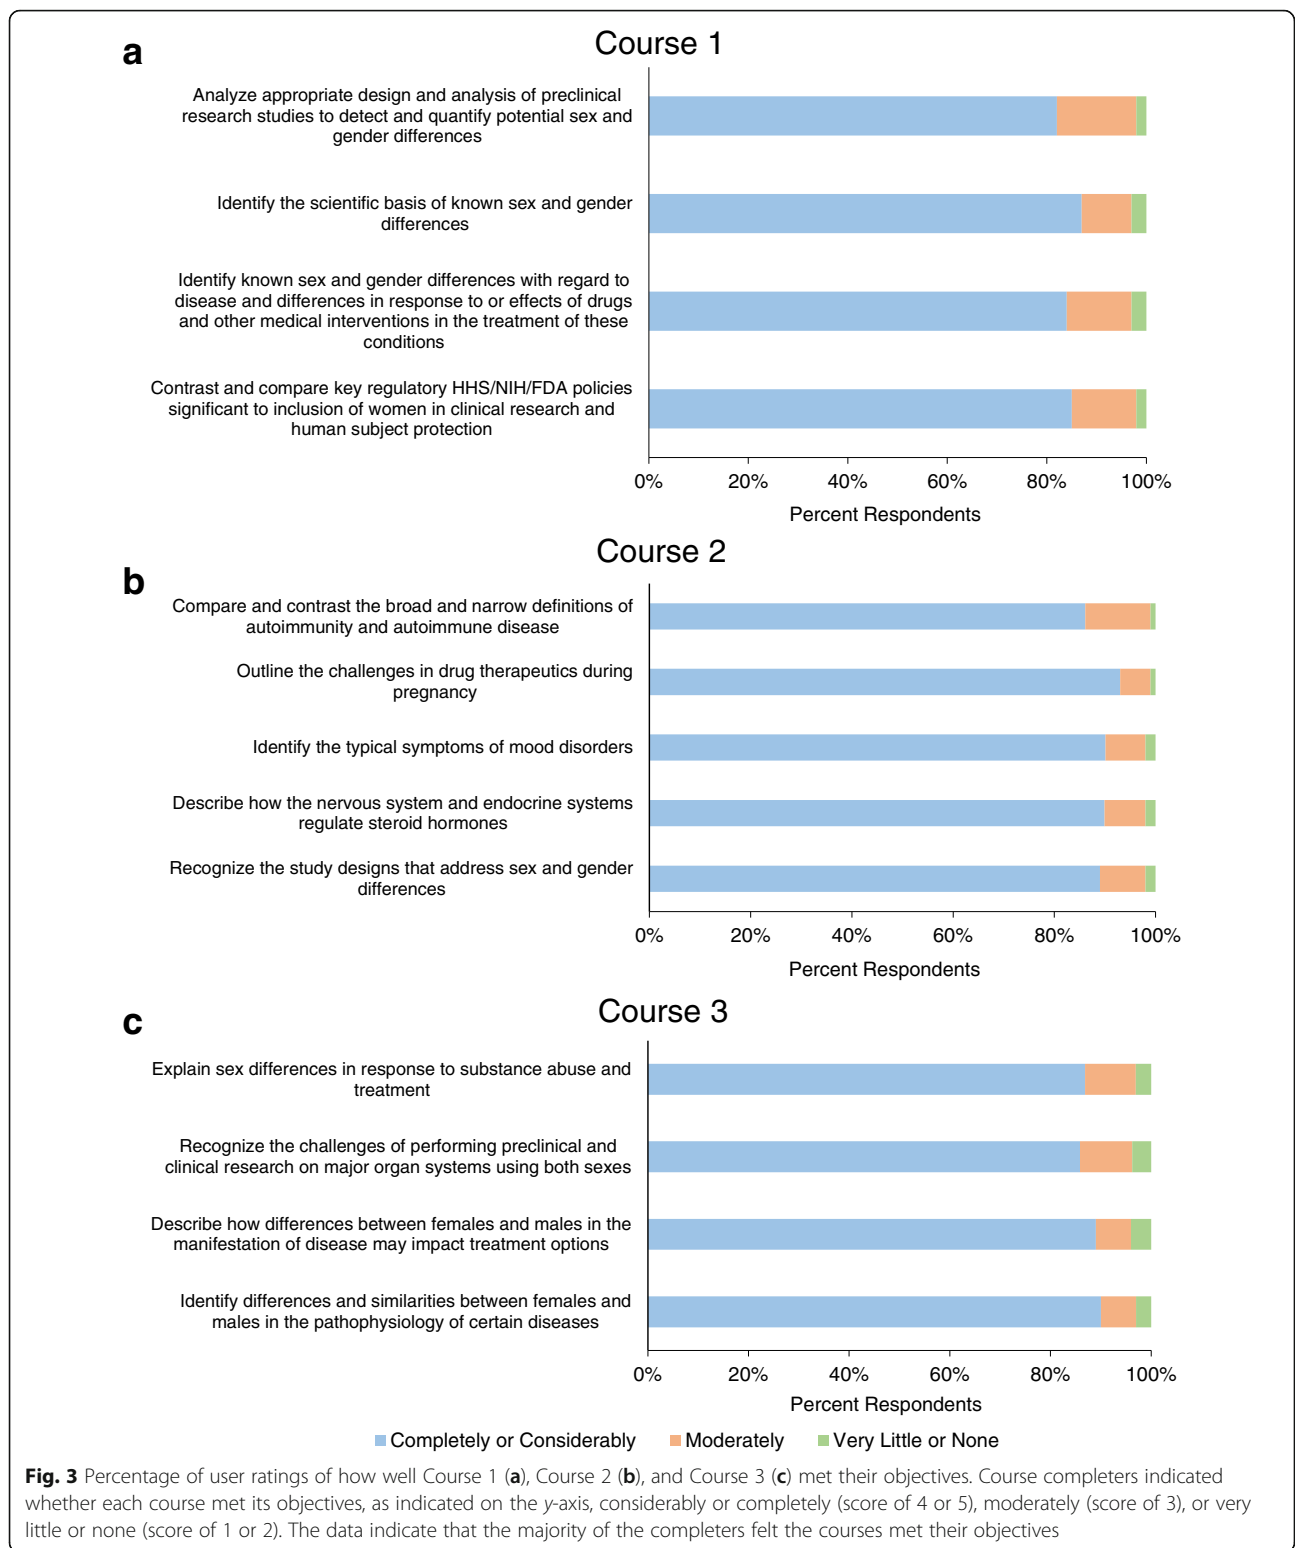 a
Course 1
Analyze appropriate design and analysis of preclinical
research studies to detect and quantify potential sex and
gender differences
Identify the scientific basis of known sex and gender
differences
Identify known sex and gender differences with regard to
disease and differences in response to or effects of drugs
and other medical interventions in the treatment of these
conditions
Contrast and compare key regulatory HHS/NIH/FDA policies
significant to inclusion of women in clinical research and
human subject protection
0% 20% 40% 60% 80% 100%
Percent Respondents
Course 2
b
Compare and contrast the broad and narrow definitions of
autoimmunity and autoimmune disease
Outline the challenges in drug therapeutics during
pregnancy
Identify the typical symptoms of mood disorders
Describe how the nervous system and endocrine systems
regulate steroid hormones
Recognize the study designs that address sex and gender
differences
0% 20% 40% 60% 80% 100%
Percent Respondents
Course 3
c
Explain sex differences in response to substance abuse and
treatment
Recognize the challenges of performing preclinical and
clinical research on major organ systems using both sexes
Describe how differences between females and males in the
manifestation of disease may impact treatment options
Identify differences and similarities between females and
males in the pathophysiology of certain diseases
0% 20% 40% 60% 80% 100%
Percent Respondents
Completely or Considerably Moderately Very Little or None
Fig. 3 Percentage of user ratings of how well Course 1 (a), Course 2 (b), and Course 3 (c) met their objectives. Course completers indicated
whether each course met its objectives, as indicated on the y-axis, considerably or completely (score of 4 or 5), moderately (score of 3), or very
little or none (score of 1 or 2). The data indicate that the majority of the completers felt the courses met their objectives